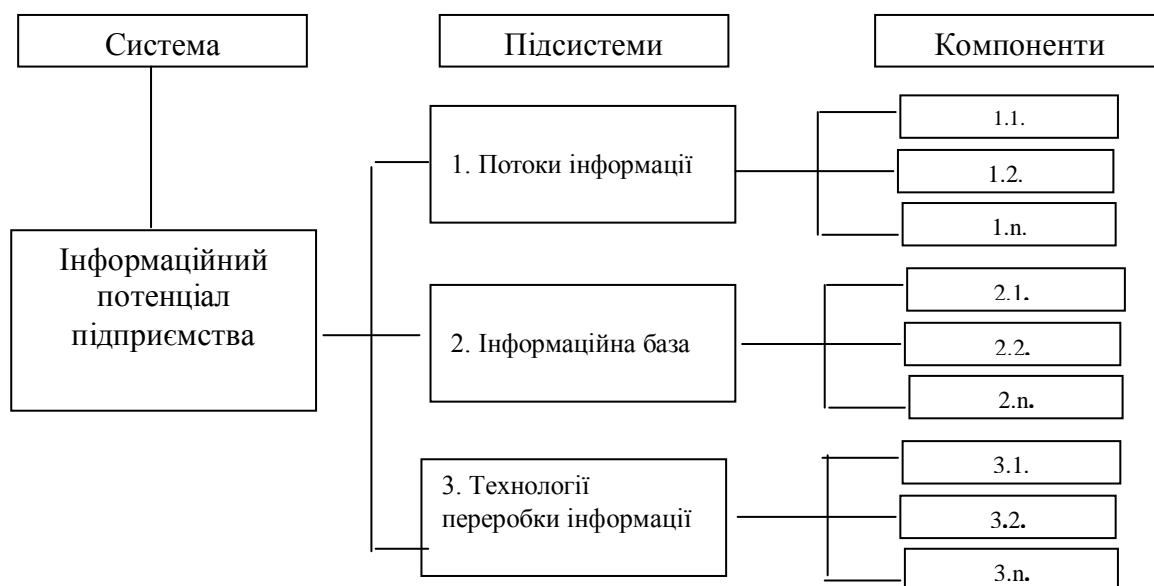 Система
Підсистеми
Компоненти
Інформаційний
потенціал
підприємства
1. Потоки інформації
1.1.
1.2.
1.n.
2. Інформаційна база
2.1.
2.2.
2.n.
3. Технології
переробки інформації
3.1.
3.2.
3.n.